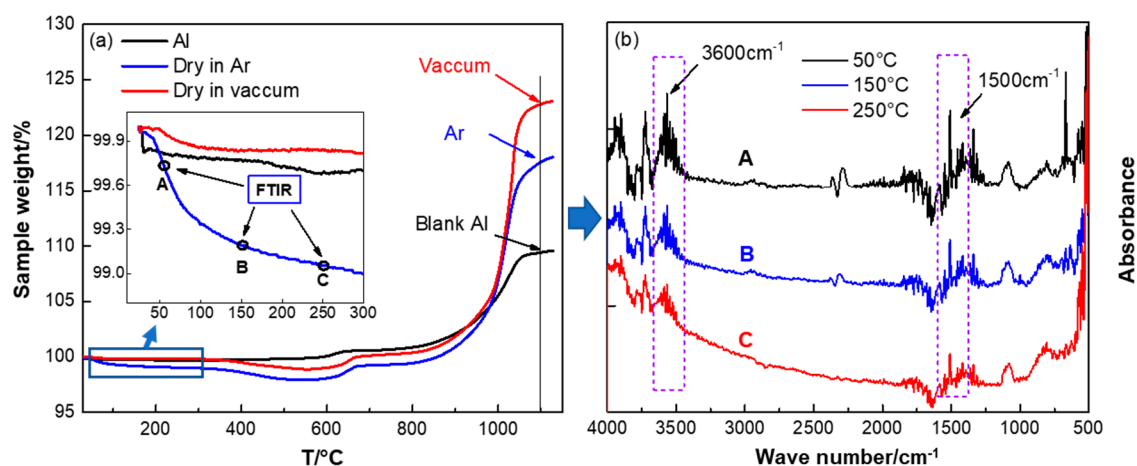 (a)
Al
Dry in Ar
Dry in vaccum
Vaccum
Ar
Blank Al
FTIR
A
B
C
99.9
99.6
99.3
99.0
50 100 150 200 250 300
130
125
120
115
110
105
100
95
Sample weight/%
200 400 600 800 1000
T/°C
(b)
3600cm-1
50°C
150°C
250°C
1500cm-1
A
B
C
4000 3500 3000 2500 2000 1500 1000 500
Wave number/cm-1
Absorbance